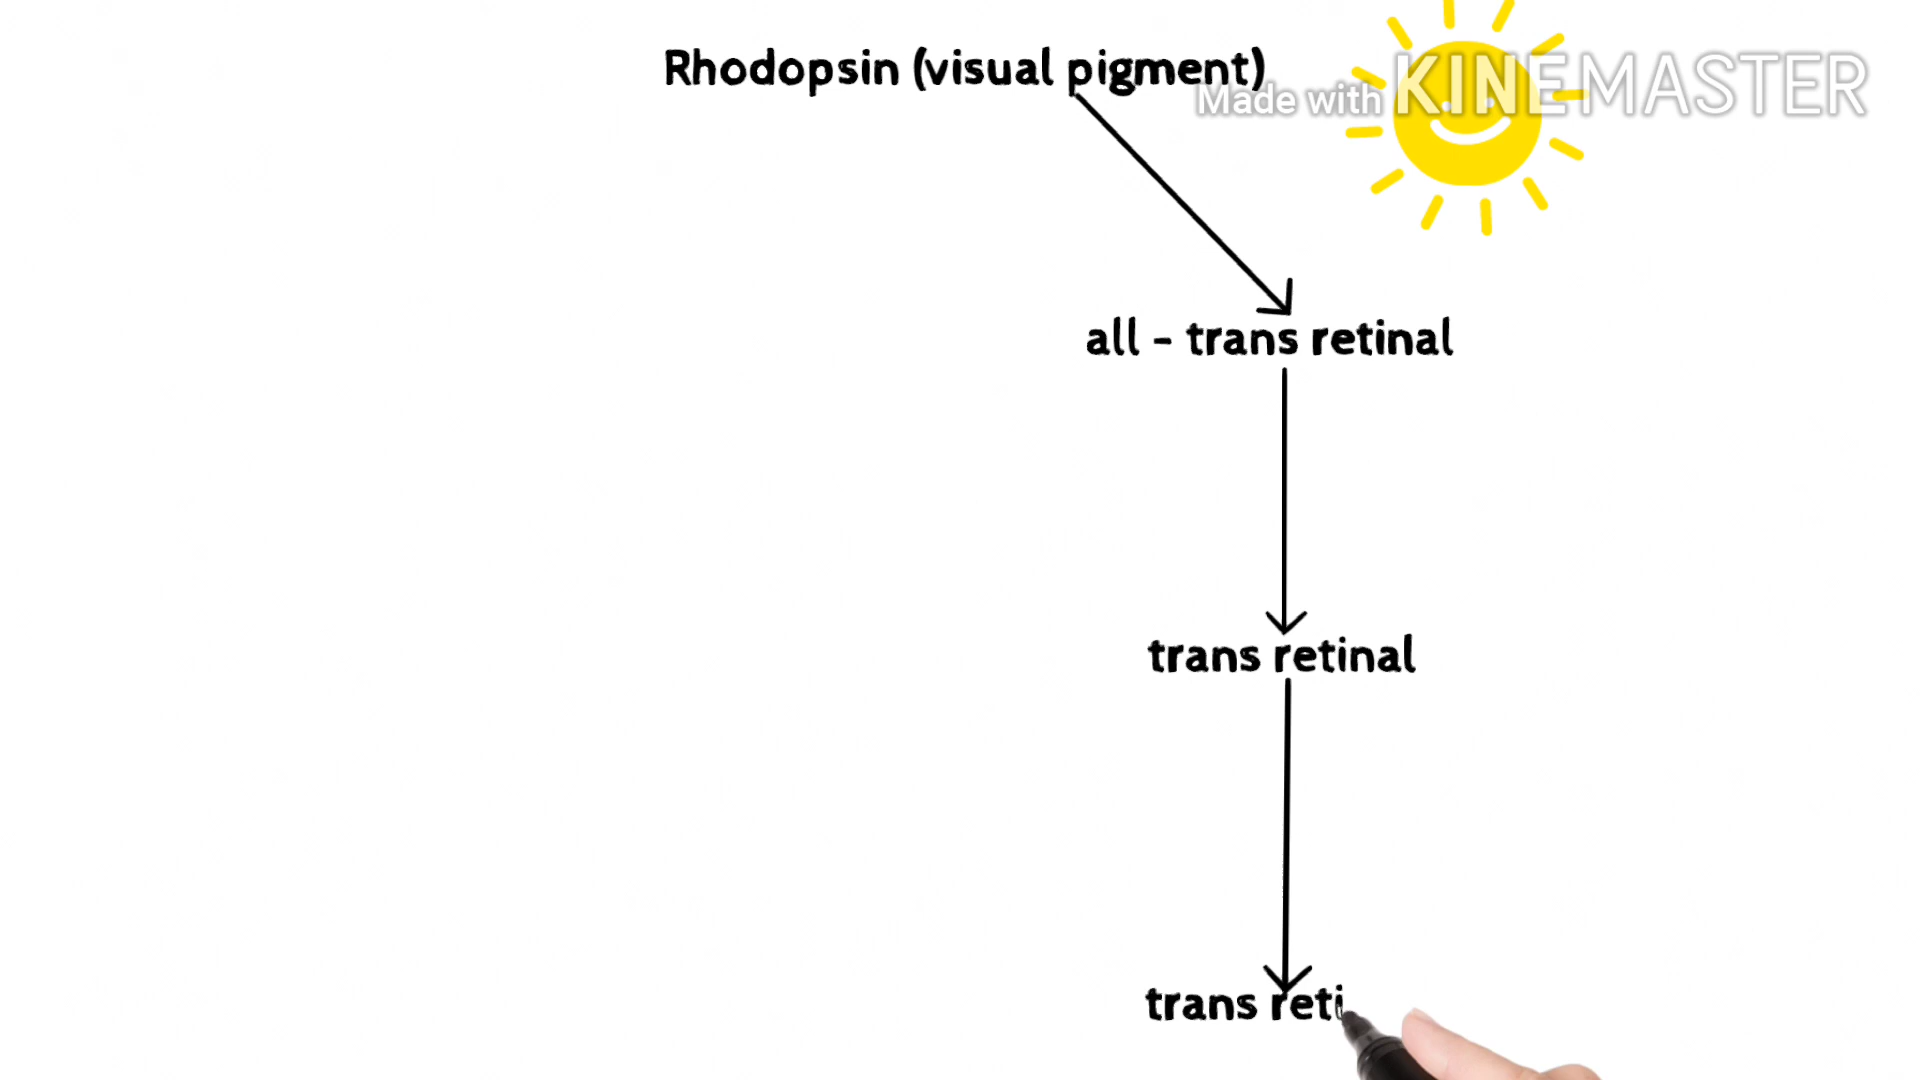 Rhodopsin (visual pigment)
Made with KINEMASTER
all - trans retinal
trans retinal
trans reti